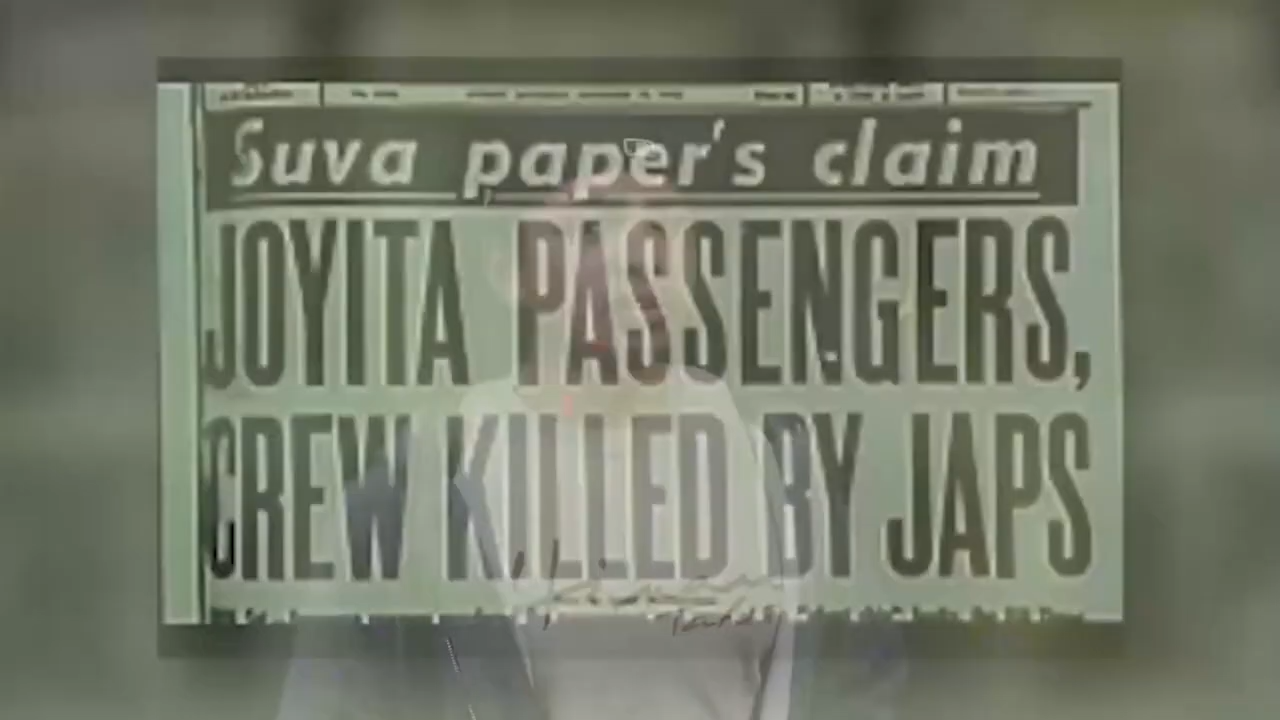 Suva paper's claim
JOYITA PASSENGERS,
CREW KILLED BY JAPS